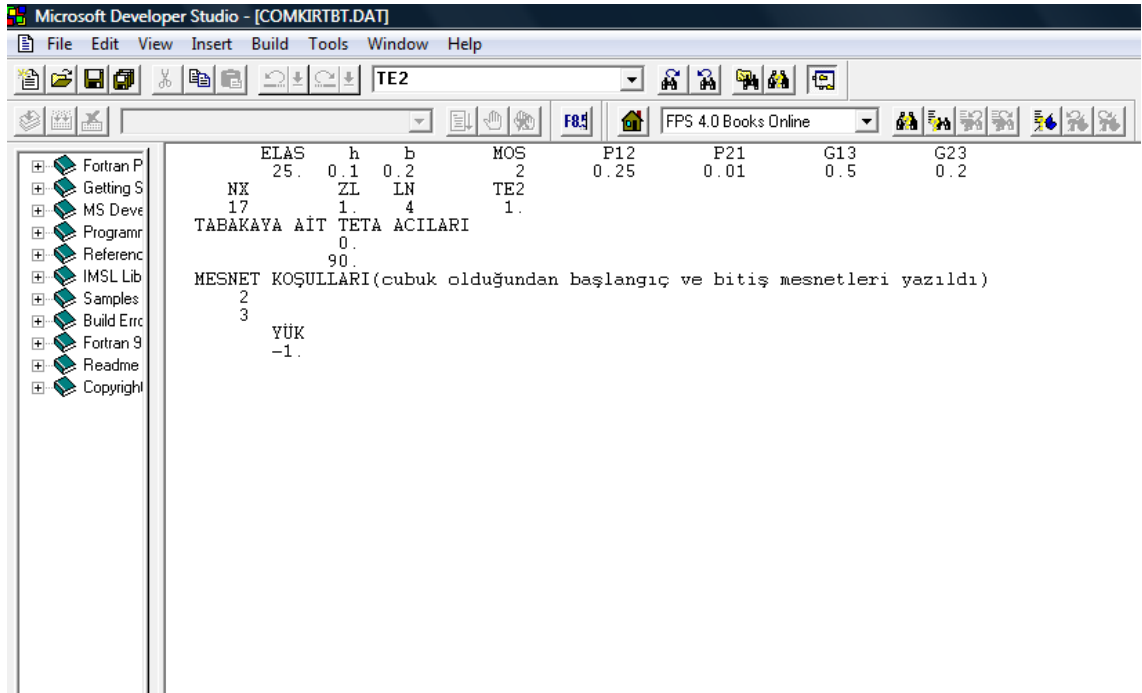 Microsoft Developer Studio - [COMKIRTBT.DAT]
File Edit View Insert Build Tools Window Help
TE2
F8.5 FPS 4.0 Books Online
Fortran P
Getting S
MS Deve
Programr
Referenc
IMSL Lib
Samples
Build Erro
Fortran 9
Readme
Copyright
ELAS h b MOS P12 P21 G13 G23
25. 0.1 0.2 2 0.25 0.01 0.5 0.2
NX ZL LN TE2
17 1. 4 1.
TABAKAYA AİT TETA ACILARI
0.
90.
MESNET KOŞULLARI(cubuk olduğundan başlangıç ve bitiş mesnetleri yazıldı)
2
3
YÜK
-1.